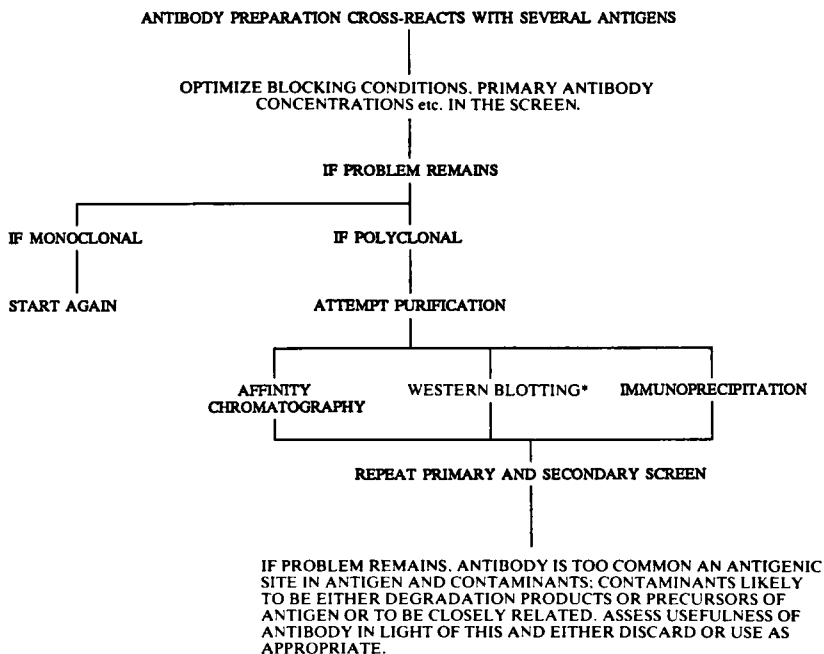 ANTIBODY PREPARATION CROSS-REACTS WITH SEVERAL ANTIGENS
OPTIMIZE BLOCKING CONDITIONS. PRIMARY ANTIBODY
CONCENTRATIONS etc. IN THE SCREEN.
IF PROBLEM REMAINS
IF MONOCLONAL
IF POLYCLONAL
START AGAIN
ATTEMPT PURIFICATION
AFFINITY
CHROMATOGRAPHY
WESTERN BLOTTING*
IMMUNOPRECIPITATION
REPEAT PRIMARY AND SECONDARY SCREEN
IF PROBLEM REMAINS. ANTIBODY IS TOO COMMON AN ANTIGENIC
SITE IN ANTIGEN AND CONTAMINANTS: CONTAMINANTS LIKELY
TO BE EITHER DEGRADATION PRODUCTS OR PRECURSORS OF
ANTIGEN OR TO BE CLOSELY RELATED. ASSESS USEFULNESS OF
ANTIBODY IN LIGHT OF THIS AND EITHER DISCARD OR USE AS
APPROPRIATE.